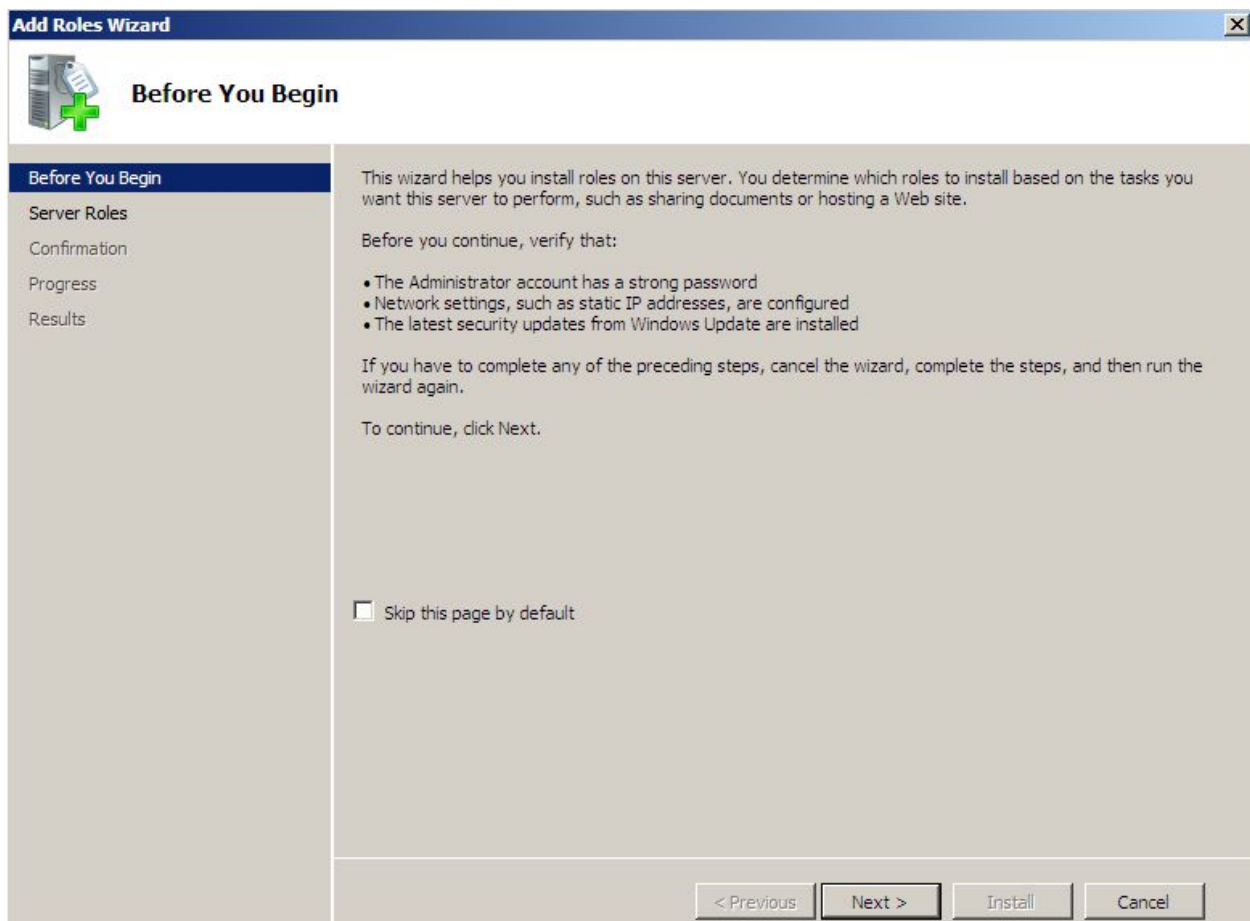 Add Roles Wizard
Before You Begin
Before You Begin
Server Roles
Confirmation
Progress
Results
This wizard helps you install roles on this server. You determine which roles to install based on the tasks you
want this server to perform, such as sharing documents or hosting a Web site.
Before you continue, verify that:
• The Administrator account has a strong password
• Network settings, such as static IP addresses, are configured
• The latest security updates from Windows Update are installed
If you have to complete any of the preceding steps, cancel the wizard, complete the steps, and then run the
wizard again.
To continue, click Next.
Skip this page by default
< Previous
Next >
Install
Cancel